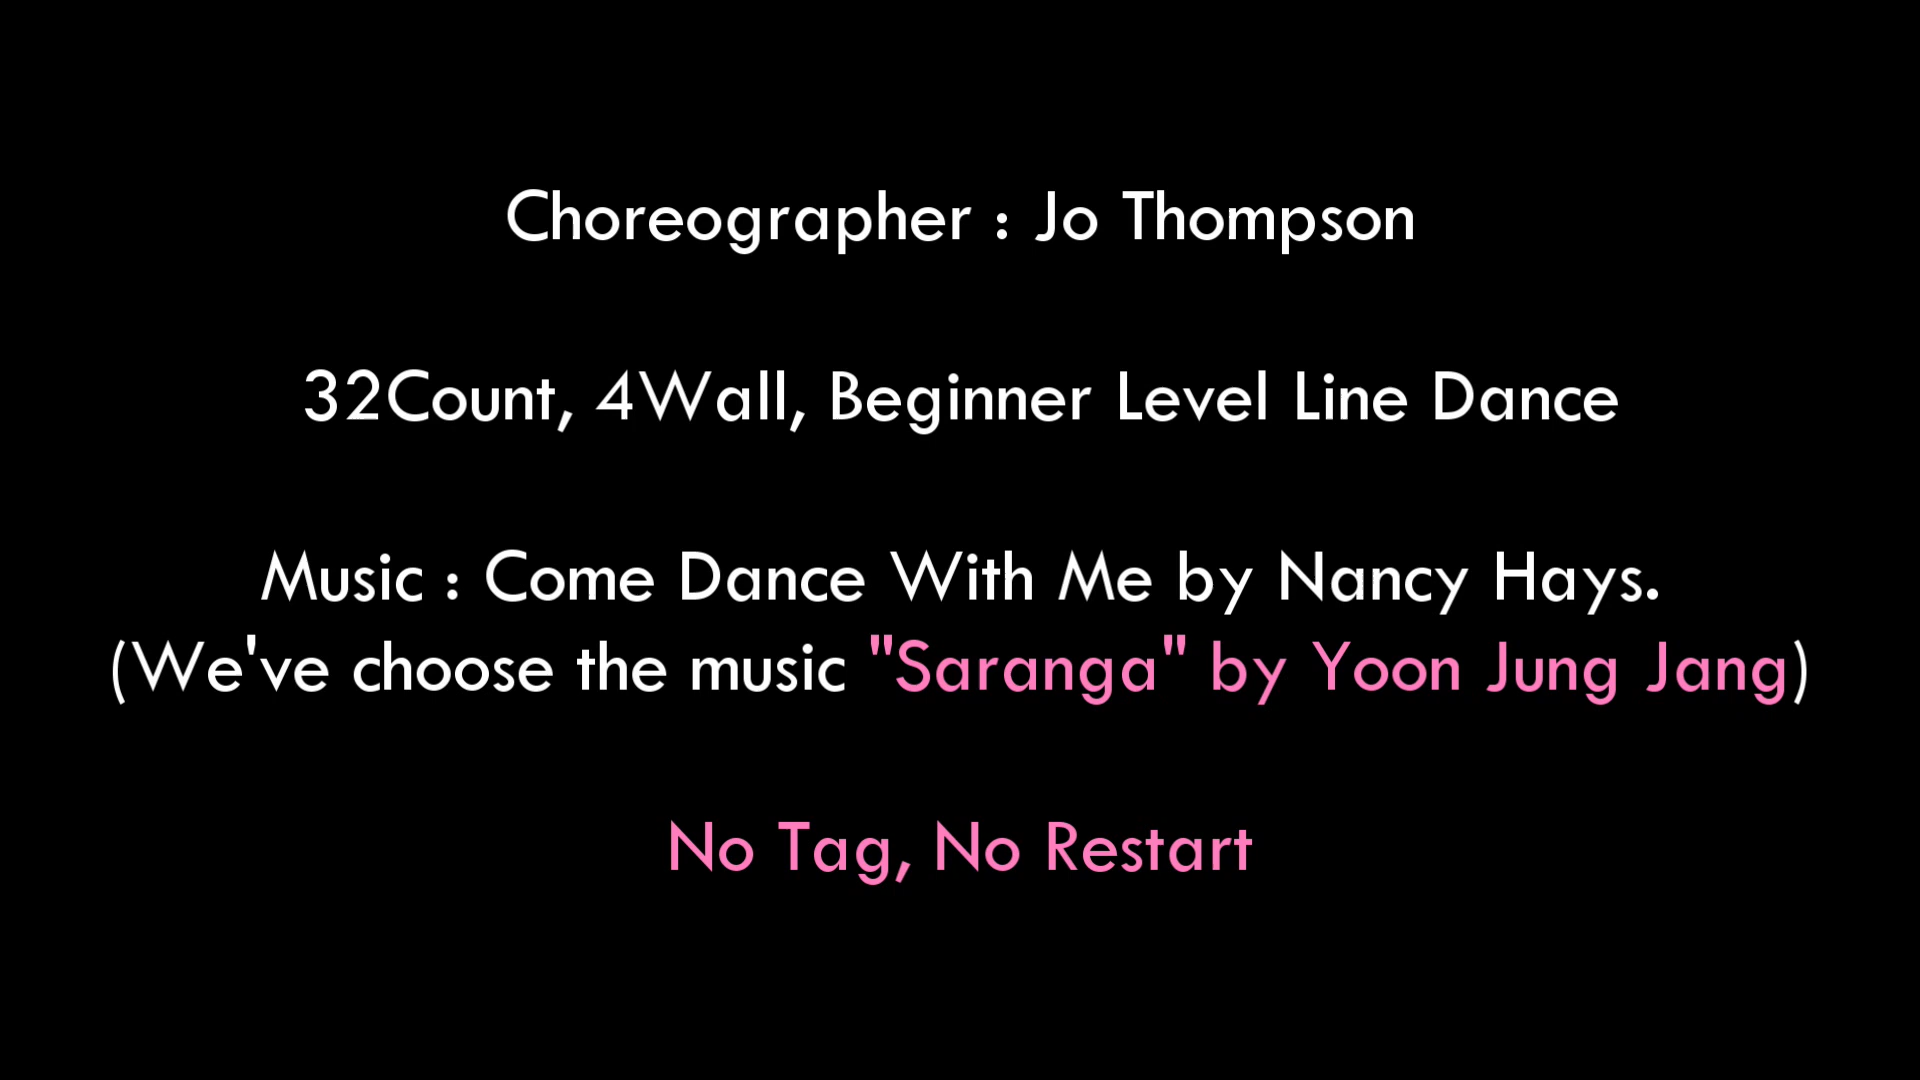 Choreographer : Jo Thompson
32Count, 4Wall, Beginner Level Line Dance
Music : Come Dance With Me by Nancy Hays.
(We've choose the music "Saranga" by Yoon Jung Jang)
No Tag, No Restart